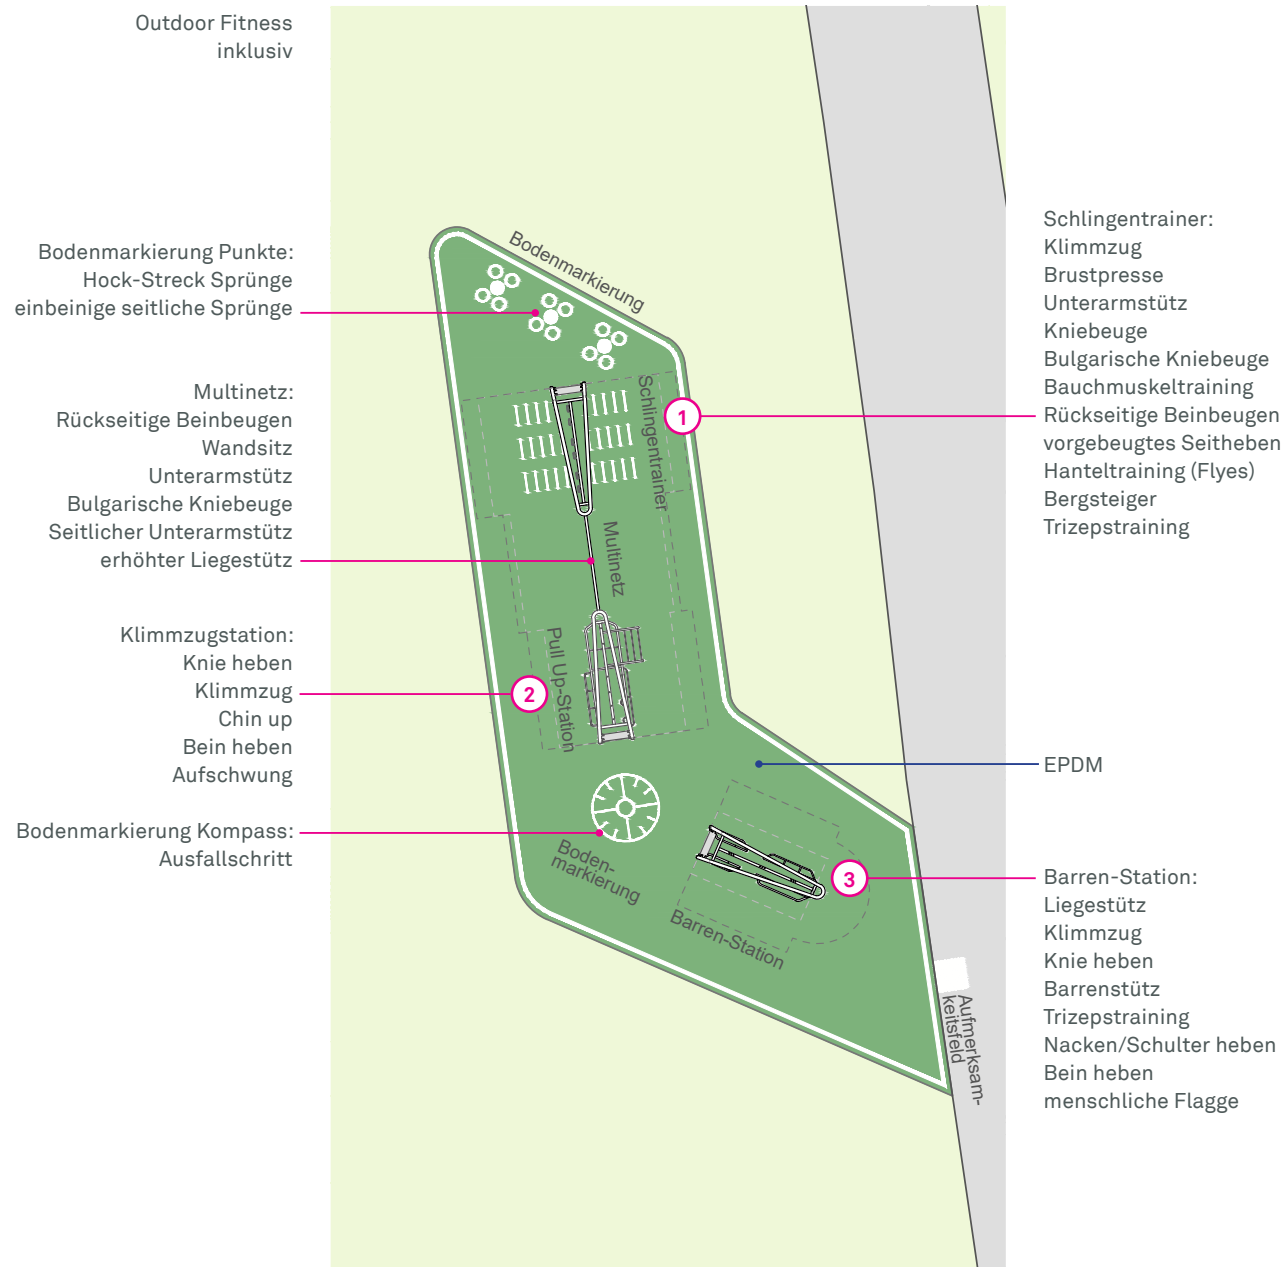 Outdoor Fitness
inklusiv
Bodenmarkierung Punkte:
Hock-Streck Sprünge
einbeinige seitliche Sprünge
Multinetz:
Rückseitige Beinbeugen
Wandsitz
Unterarmstütz
Bulgarische Kniebeuge
Seitlicher Unterarmstütz
erhöhter Liegestütz
Klimmzugstation:
Knie heben
Klimmzug
Chin up
Bein heben
Aufschwung
Bodenmarkierung Kompass:
Ausfallschritt
Bodenmarkierung
Schlingentrainer
1
Multinetz
Pull Up-Station
2
Boden-
markierung
Barren-Station
3
Aufmerksam-
keitsfeld
Schlingentrainer:
Klimmzug
Brustpresse
Unterarmstütz
Kniebeuge
Bulgarische Kniebeuge
Bauchmuskeltraining
Rückseitige Beinbeugen
vorgebeugtes Seitheben
Hanteltraining (Flyes)
Bergsteiger
Trizepstraining
EPDM
Barren-Station:
Liegestütz
Klimmzug
Knie heben
Barrenstütz
Trizepstraining
Nacken/Schulter heben
Bein heben
menschliche Flagge